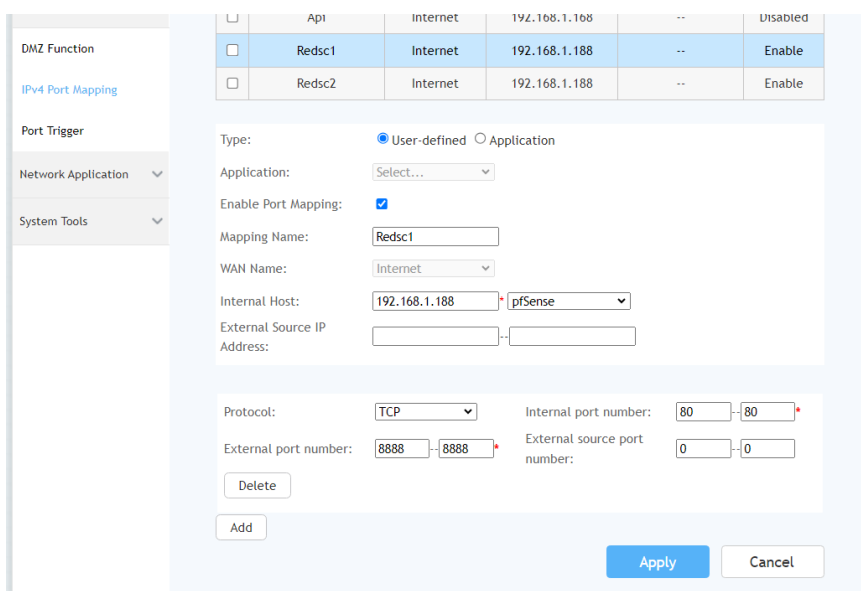 Api Internet 192.168.1.168 -- Disabled
DMZ Function
Redsc1 Internet 192.168.1.188 -- Enable
IPv4 Port Mapping
Redsc2 Internet 192.168.1.188 -- Enable
Port Trigger
Type: User-defined Application
Network Application
Application: Select...
Enable Port Mapping:
System Tools
Mapping Name: Redsc1
WAN Name: Internet
Internal Host: 192.168.1.188 * pfSense
External Source IP
Address: --
Protocol: TCP Internal port number: 80 -- 80 *
External port number: 8888 -- 8888 * External source port
number: 0 -- 0
Delete
Add
Apply Cancel